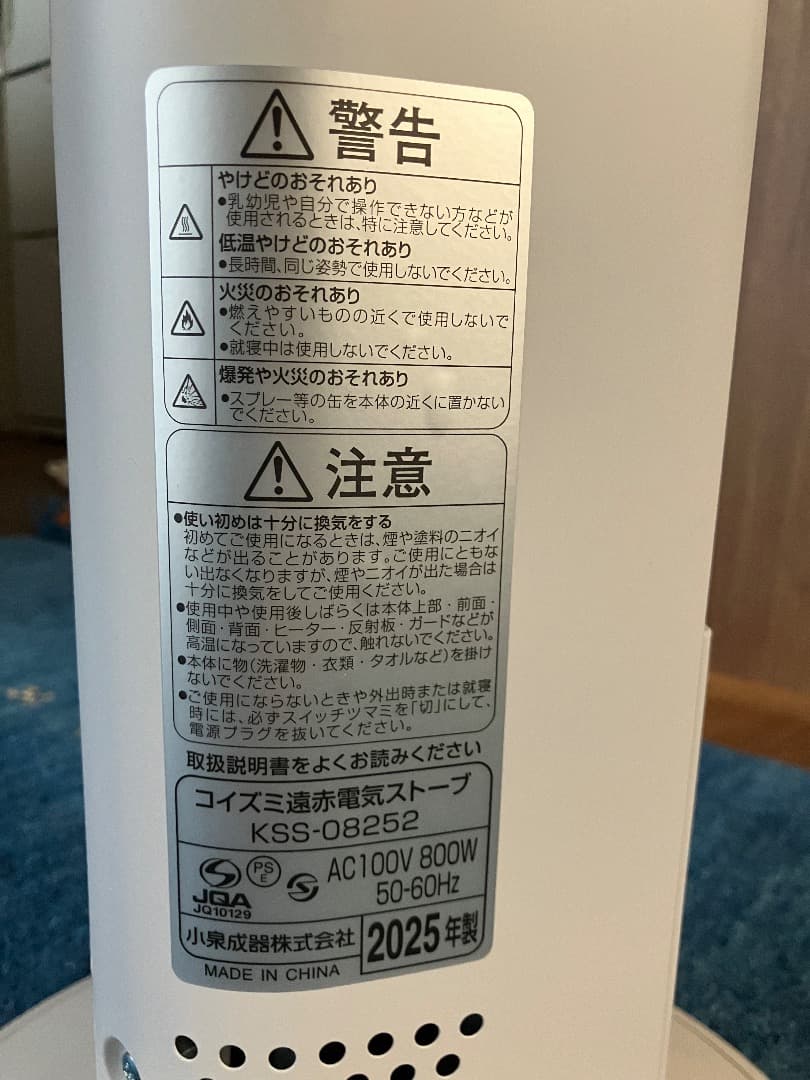 警告
やけどのおそれあり
●乳幼児や自分で操作できない方などが
使用されるときは、特に注意してください。
低温やけどのおそれあり
●長時間、同じ姿勢で使用しないでください。
火災のおそれあり
●燃えやすいものの近くで使用しないで
ください。
●就寝中は使用しないでください。
爆発や火災のおそれあり
●スプレー等の缶を本体の近くに置かない
でください。
注意
●使い初めは十分に換気をする
初めてご使用になるときは、煙や塗料のニオイ
などが出ることがあります。ご使用にともな
い出なくなりますが、煙やニオイが出た場合は
十分に換気をしてご使用ください。
●使用中や使用後しばらくは本体上部・前面・
側面・背面・ヒーター・反射板・ガードなどが
高温になっていますので、触れないでください。
●本体に物(洗濯物・衣類・タオルなど)を掛け
ないでください。
●ご使用にならないときや外出時または就寝
時には、必ずスイッチツマミを「切」にして、
電源プラグを抜いてください。
取扱説明書をよくお読みください
コイズミ遠赤電気ストーブ
KSS-08252
JQA
JQ10129
PS
E
AC100V 800W
50-60Hz
小泉成器株式会社
2025年製
MADE IN CHINA